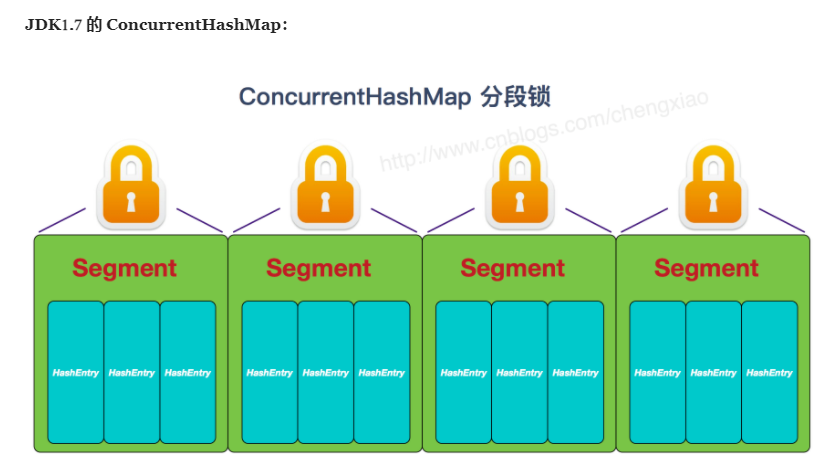 JDK1.7 的 ConcurrentHashMap：
ConcurrentHashMap 分段锁
http://www.cnblogs.com/chengxiao
Segment Segment Segment Segment
HashEntry HashEntry HashEntry HashEntry HashEntry HashEntry HashEntry HashEntry HashEntry HashEntry HashEntry HashEntry